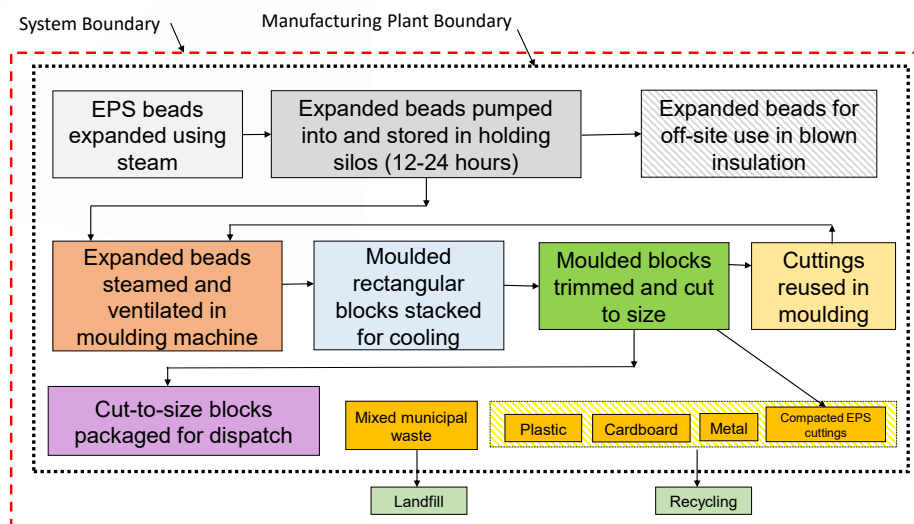 System Boundary
Manufacturing Plant Boundary
EPS beads
expanded using
steam
Expanded beads pumped
into and stored in holding
silos (12-24 hours)
Expanded beads for
off-site use in blown
insulation
Expanded beads
steamed and
ventilated in
moulding machine
Moulded
rectangular
blocks stacked
for cooling
Moulded blocks
trimmed and cut
to size
Cuttings
reused in
moulding
Cut-to-size blocks
packaged for dispatch
Mixed municipal
waste
Plastic
Cardboard
Metal
Compacted EPS
cuttings
Landfill
Recycling